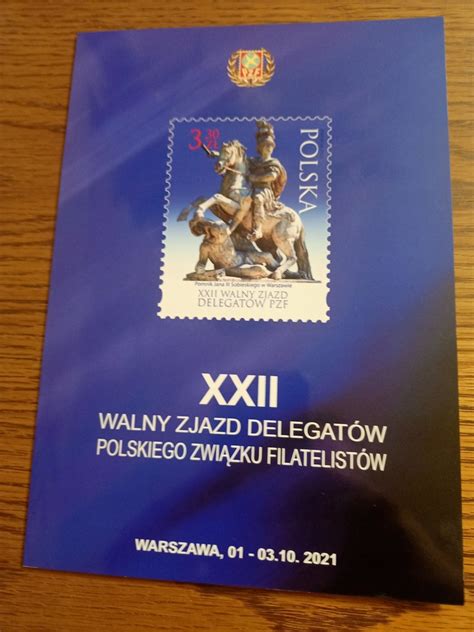 PZF
3 30
ZŁ
POLSKA
Pomnik Jana III Sobieskiego w Warszawie
XXII WALNY ZJAZD
DELEGATÓW PZF
XXII
WALNY ZJAZD DELEGATÓW
POLSKIEGO ZWIĄZKU FILATELISTÓW
WARSZAWA, 01 - 03.10. 2021